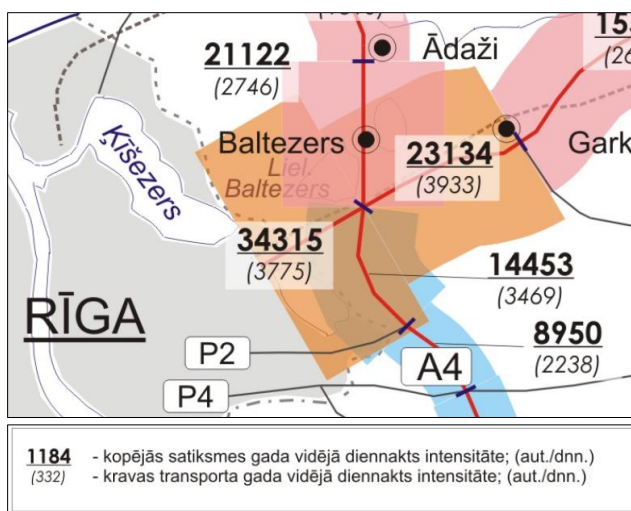 21122
(2746)
Ādaži
Baltezers
Liel.
Baltezers
Ķīšezers
23134
(3933)
Gark
34315
(3775)
14453
(3469)
RĪGA
8950
(2238)
P2
A4
P4
1184 - kopējās satiksmes gada vidējā diennakts intensitāte; (aut./dnn.)
(332) - kravas transporta gada vidējā diennakts intensitāte; (aut./dnn.)